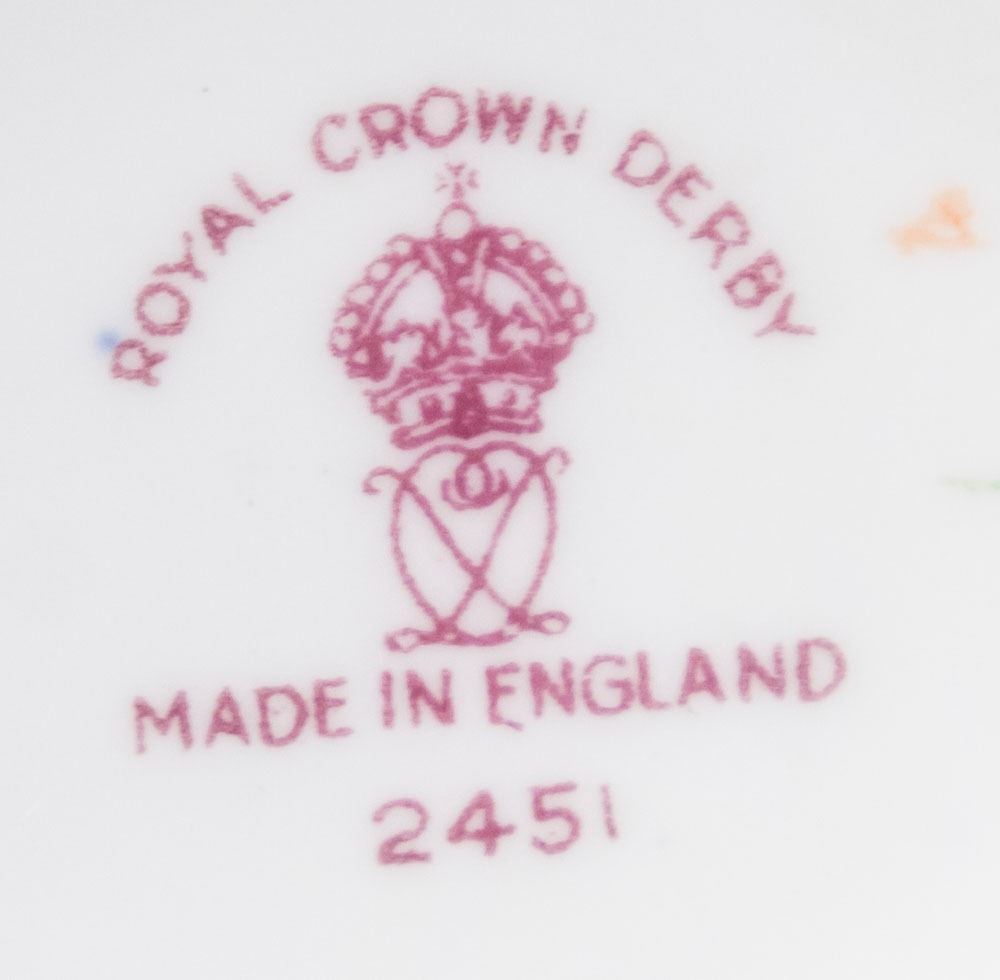 ROYAL CROWN DERBY
MADE IN ENGLAND
2451